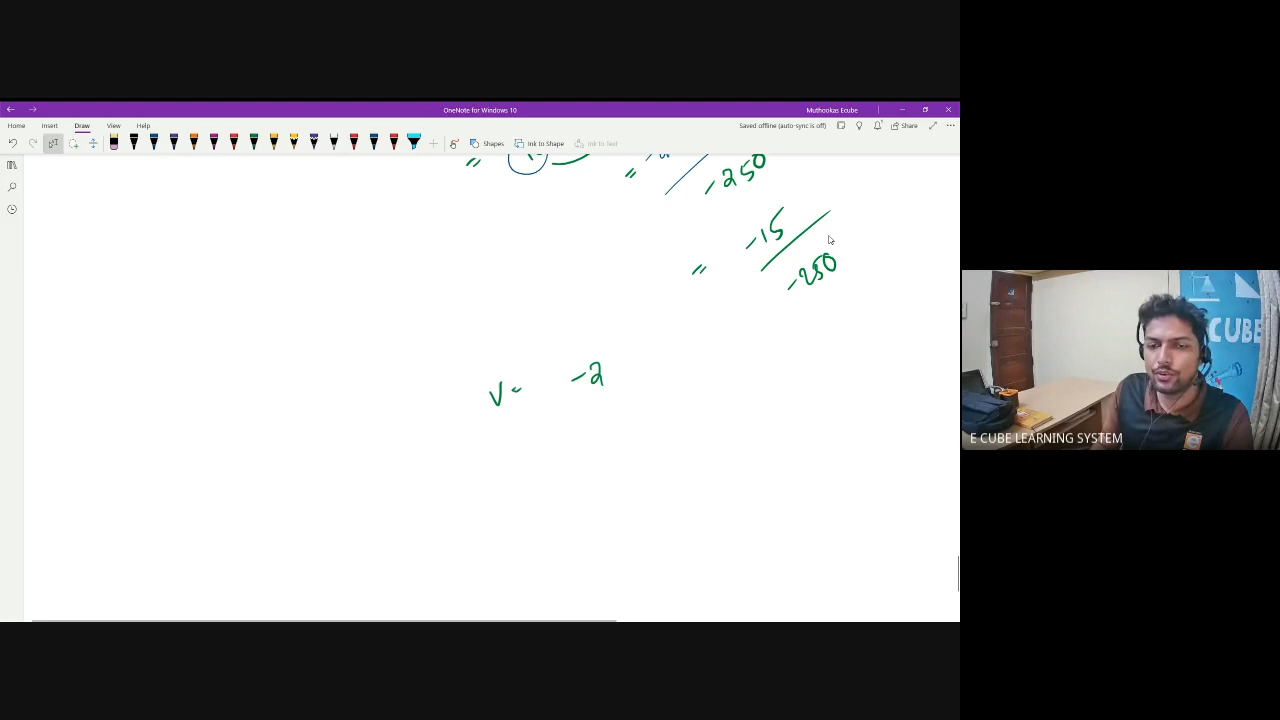 OneNote for Windows 10
Muthookas Ecube
Home Insert Draw View Help
Saved offline (auto-sync is off)
Share
Shapes
Ink to Shape
Ink to Text
=
= -250
= -15
-250
V = -2
CUBE
E CUBE LEARNING SYSTEM